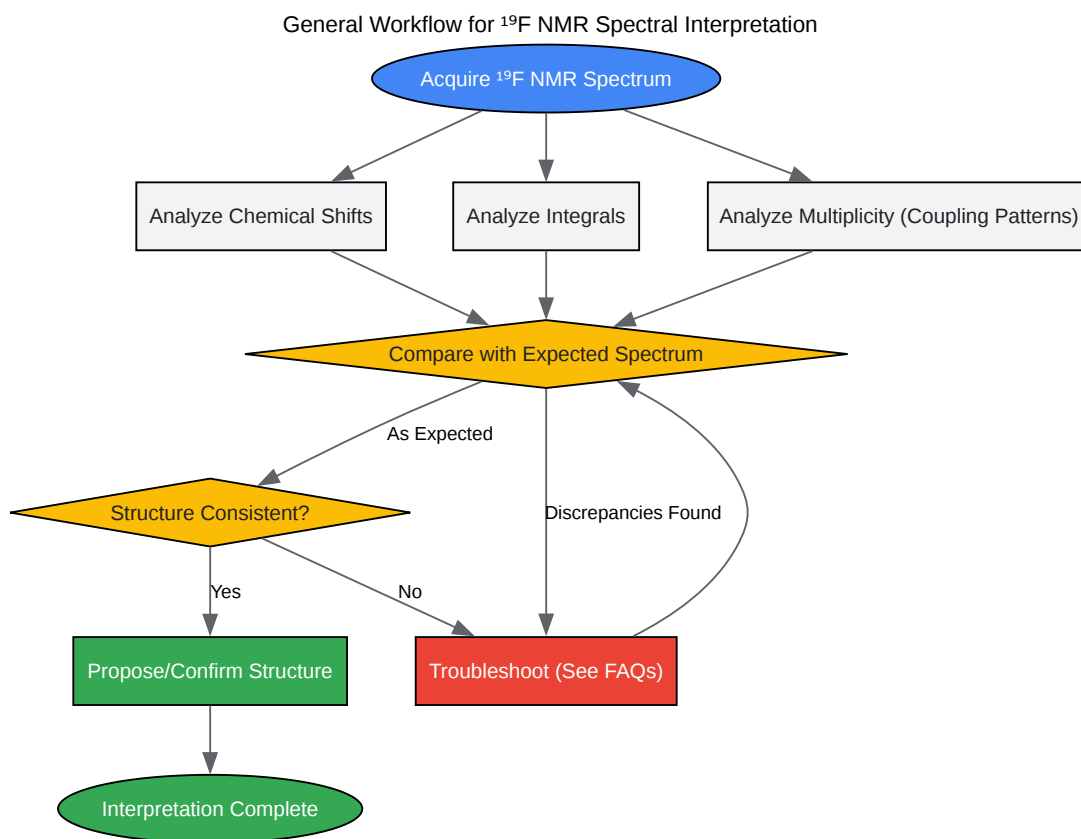 General Workflow for ¹⁹F NMR Spectral Interpretation
Acquire ¹⁹F NMR Spectrum
Analyze Chemical Shifts
Analyze Integrals
Analyze Multiplicity (Coupling Patterns)
Compare with Expected Spectrum
As Expected
Structure Consistent?
Discrepancies Found
Yes
No
Propose/Confirm Structure
Troubleshoot (See FAQs)
Interpretation Complete